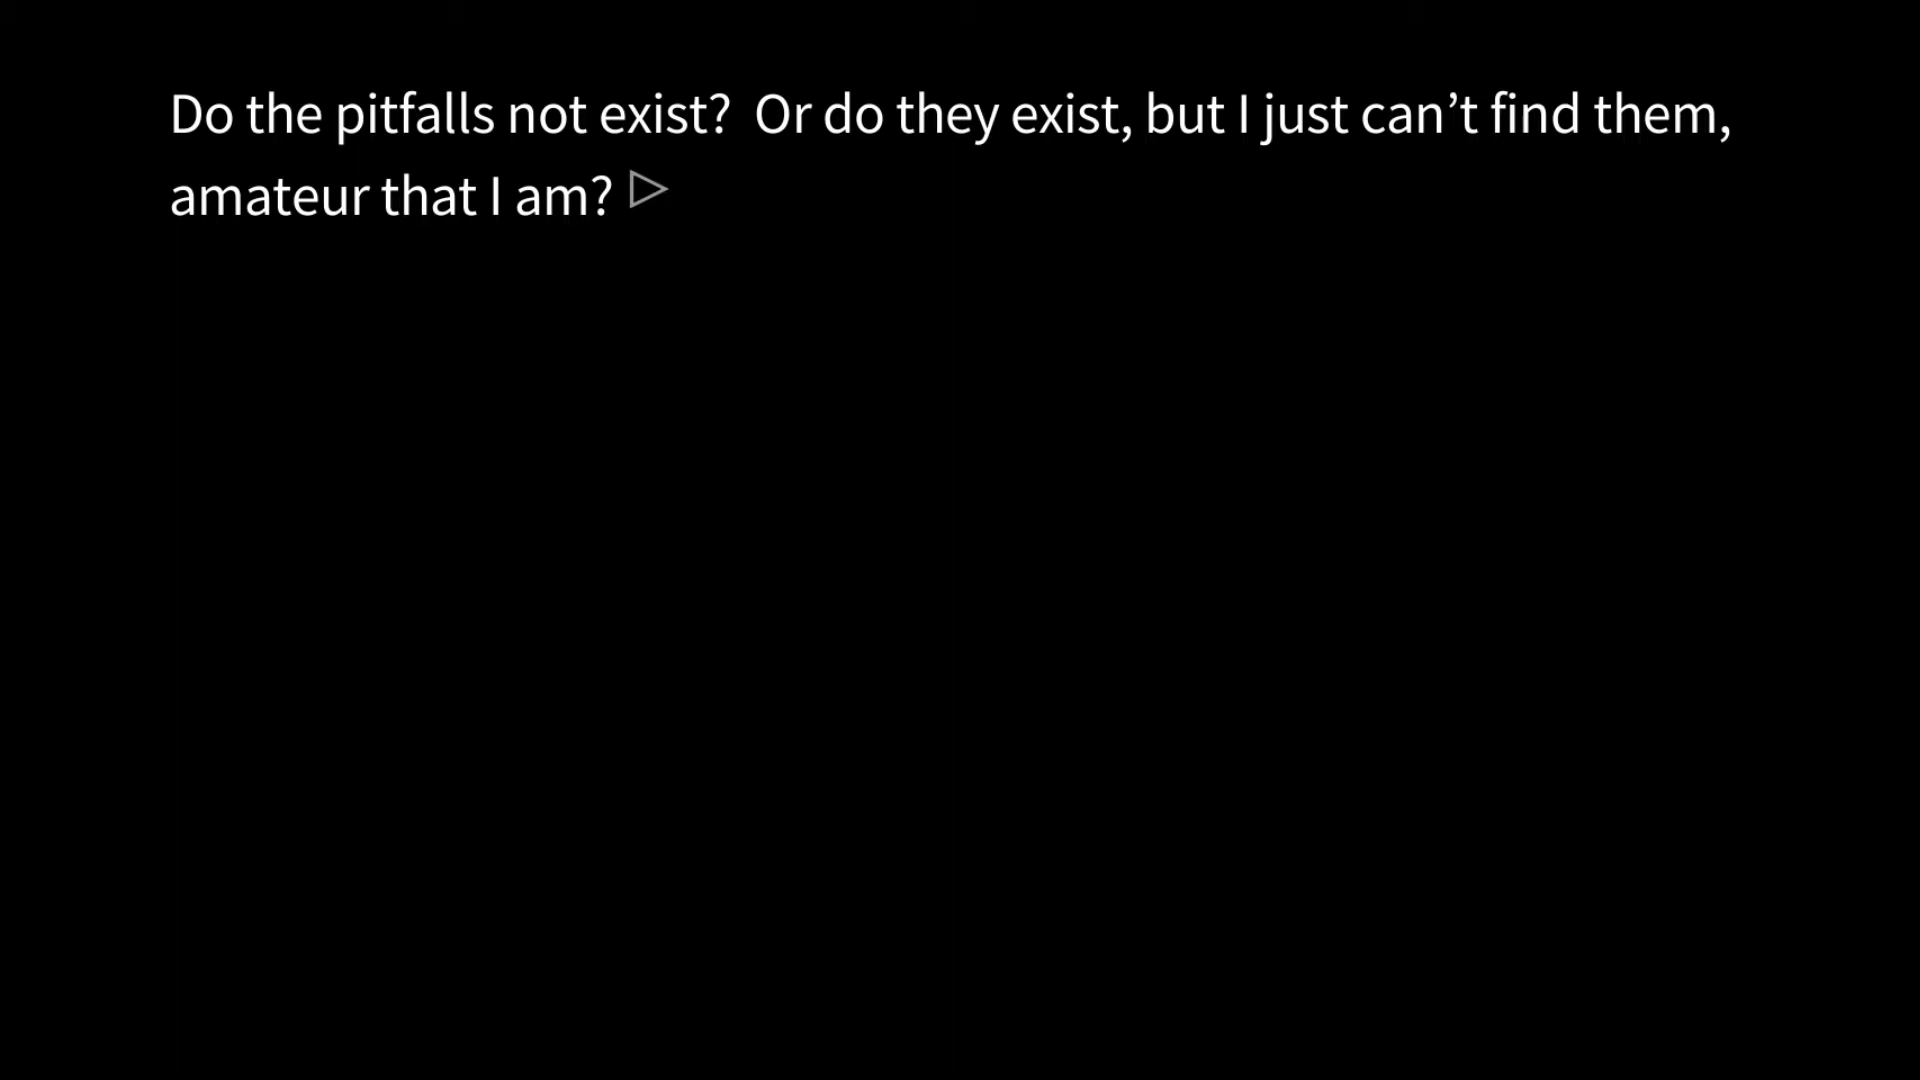 Do the pitfalls not exist?  Or do they exist, but I just can’t find them,
amateur that I am?